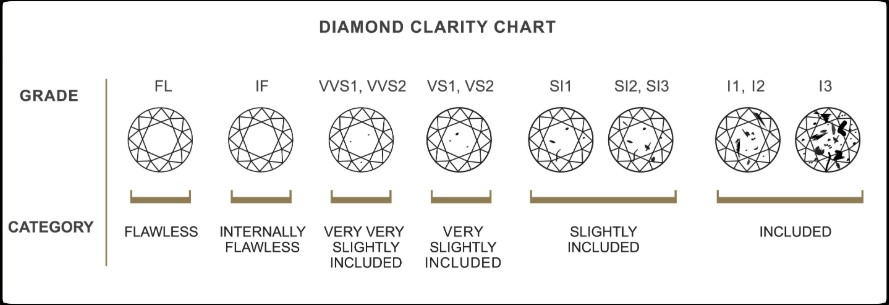 DIAMOND CLARITY CHART
GRADE
FL
IF
VVS1, VVS2
VS1, VS2
SI1
SI2, SI3
I1, I2
I3
CATEGORY
FLAWLESS
INTERNALLY
FLAWLESS
VERY VERY
SLIGHTLY
INCLUDED
VERY
SLIGHTLY
INCLUDED
SLIGHTLY
INCLUDED
INCLUDED